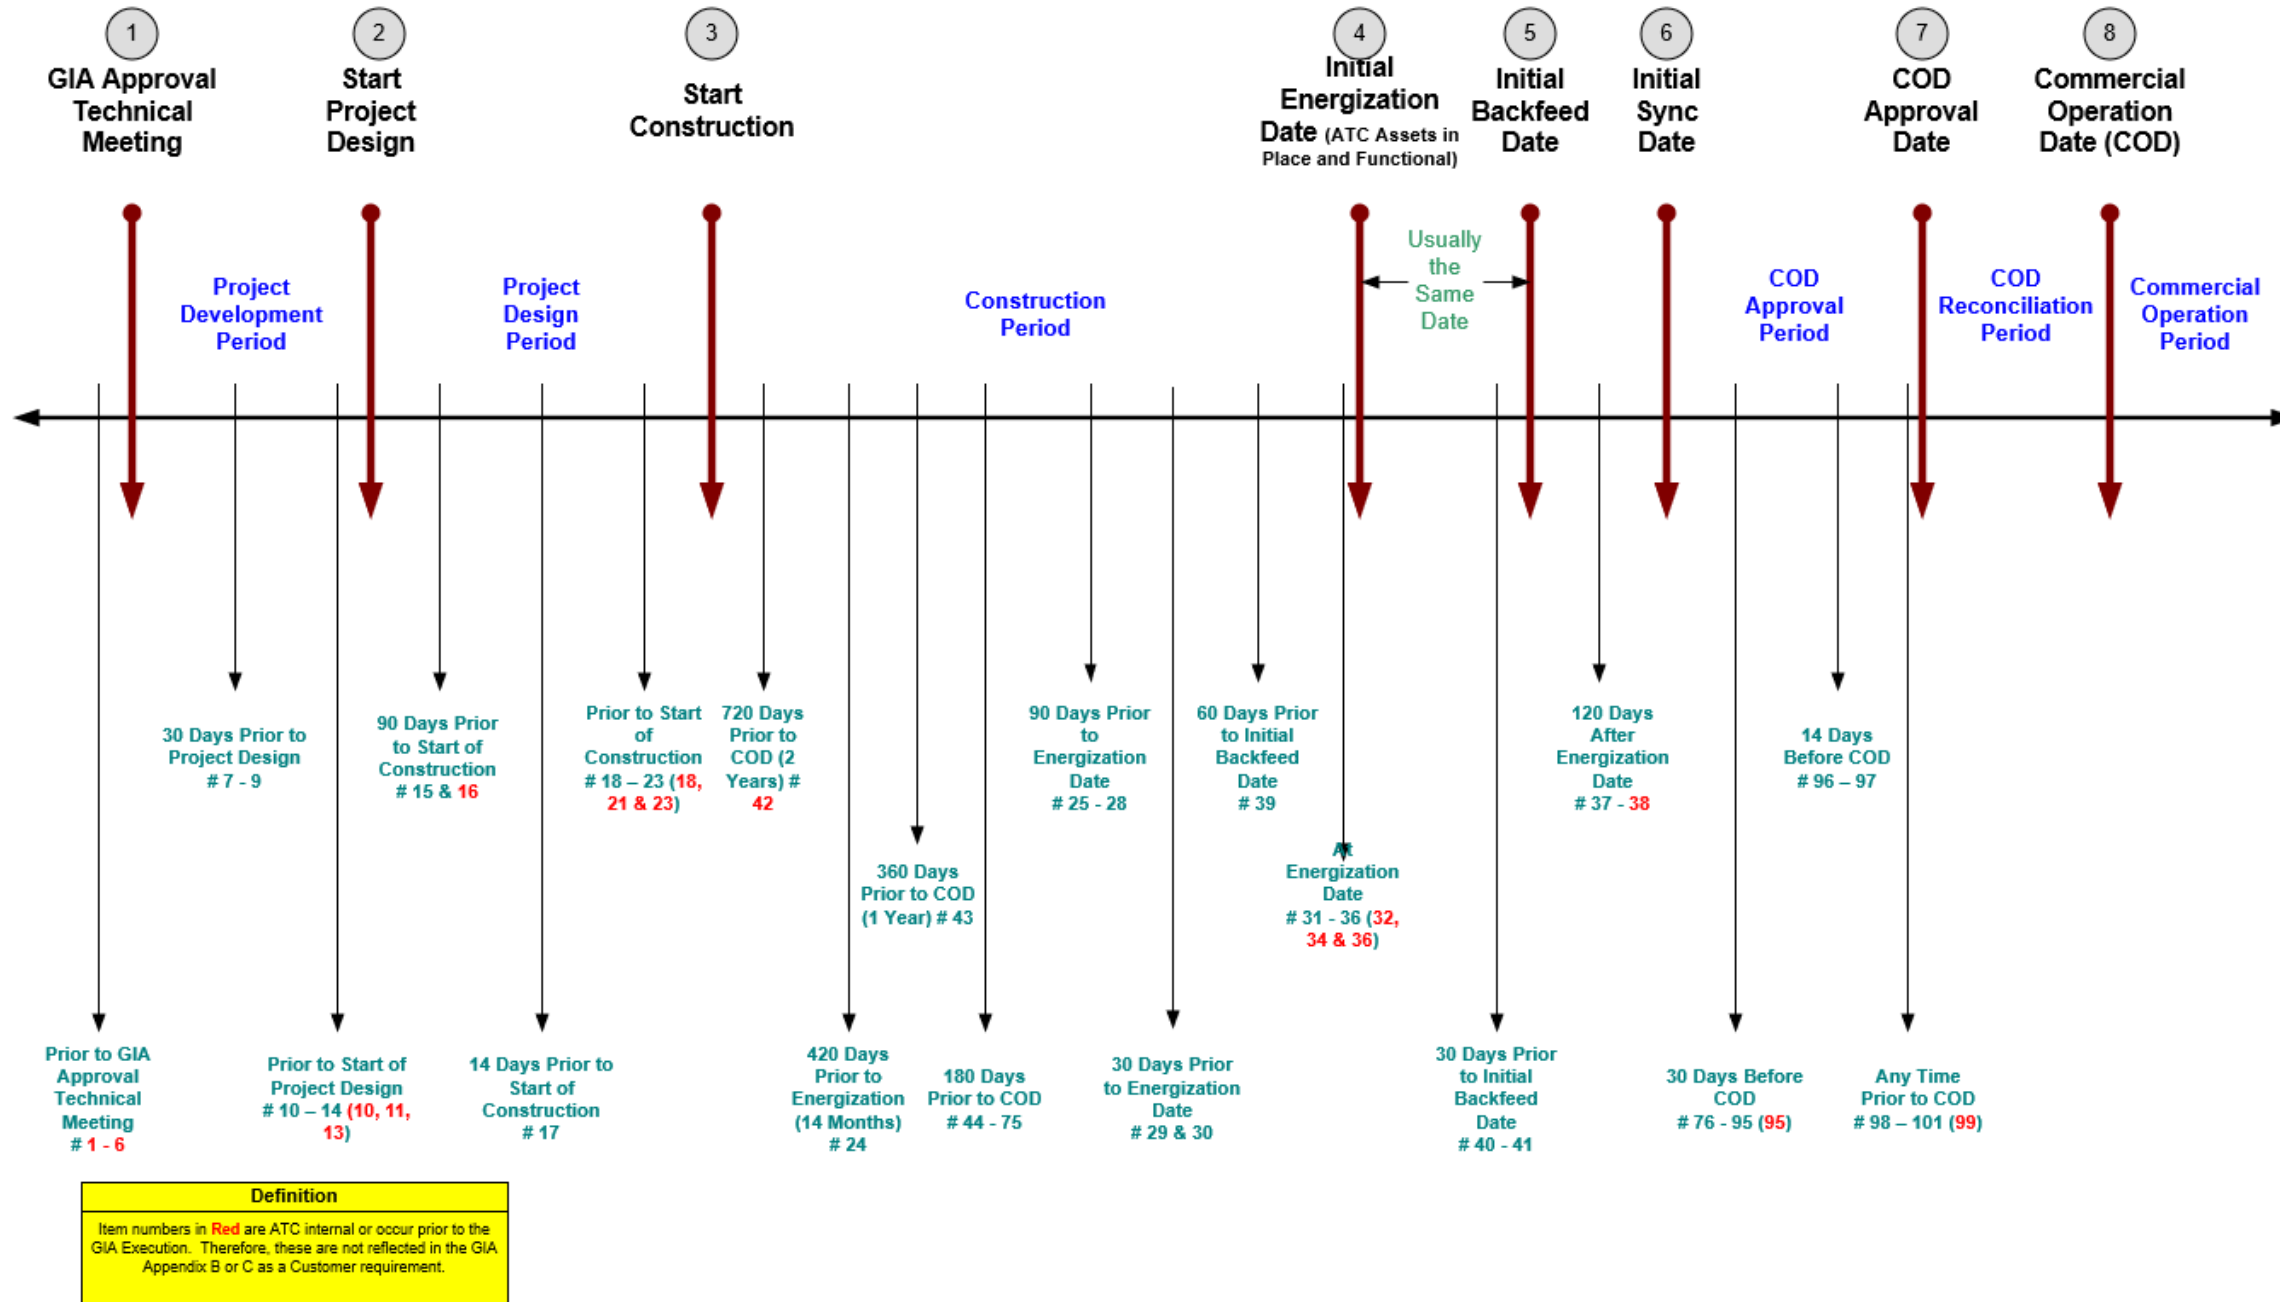 1
GIA Approval
Technical
Meeting
2
Start
Project
Design
3
Start
Construction
4
Initial
Energization
Date (ATC Assets in
Place and Functional)
5
Initial
Backfeed
Date
6
Initial
Sync
Date
7
COD
Approval
Date
8
Commercial
Operation
Date (COD)
Project
Development
Period
Project
Design
Period
Construction
Period
Usually
the
Same
Date
COD
Approval
Period
COD
Reconciliation
Period
Commercial
Operation
Period
30 Days Prior to
Project Design
# 7 - 9
90 Days Prior
to Start of
Construction
# 15 & 16
Prior to Start
of
Construction
# 18 – 23 (18,
21 & 23)
720 Days
Prior to
COD (2
Years) #
42
360 Days
Prior to COD
(1 Year) # 43
90 Days Prior
to
Energization
Date
# 25 - 28
60 Days Prior
to Initial
Backfeed
Date
# 39
At
Energization
Date
# 31 - 36 (32,
34 & 36)
120 Days
After
Energization
Date
# 37 - 38
14 Days
Before COD
# 96 – 97
Prior to GIA
Approval
Technical
Meeting
# 1 - 6
Prior to Start of
Project Design
# 10 – 14 (10, 11,
13)
14 Days Prior to
Start of
Construction
# 17
420 Days
Prior to
Energization
(14 Months)
# 24
180 Days
Prior to COD
# 44 - 75
30 Days Prior
to Energization
Date
# 29 & 30
30 Days Prior
to Initial
Backfeed
Date
# 40 - 41
30 Days Before
COD
# 76 - 95 (95)
Any Time
Prior to COD
# 98 – 101 (99)
Definition
Item numbers in Red are ATC internal or occur prior to the
GIA Execution. Therefore, these are not reflected in the GIA
Appendix B or C as a Customer requirement.